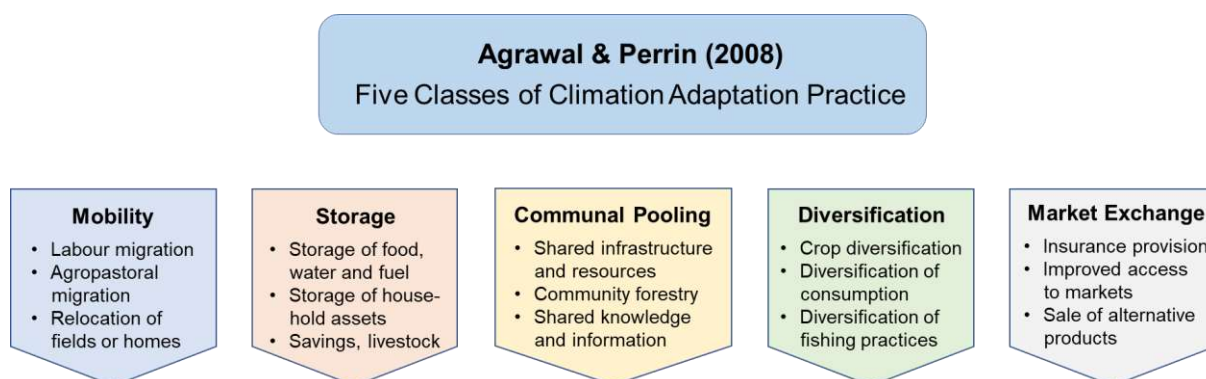 Agrawal & Perrin (2008)
Five Classes of Climation Adaptation Practice
Mobility
• Labour migration
• Agropastoral
migration
• Relocation of
fields or homes
Storage
• Storage of food,
water and fuel
• Storage of house-
hold assets
• Savings, livestock
Communal Pooling
• Shared infrastructure
and resources
• Community forestry
• Shared knowledge
and information
Diversification
• Crop diversification
• Diversification of
consumption
• Diversification of
fishing practices
Market Exchange
• Insurance provision
• Improved access
to markets
• Sale of alternative
products